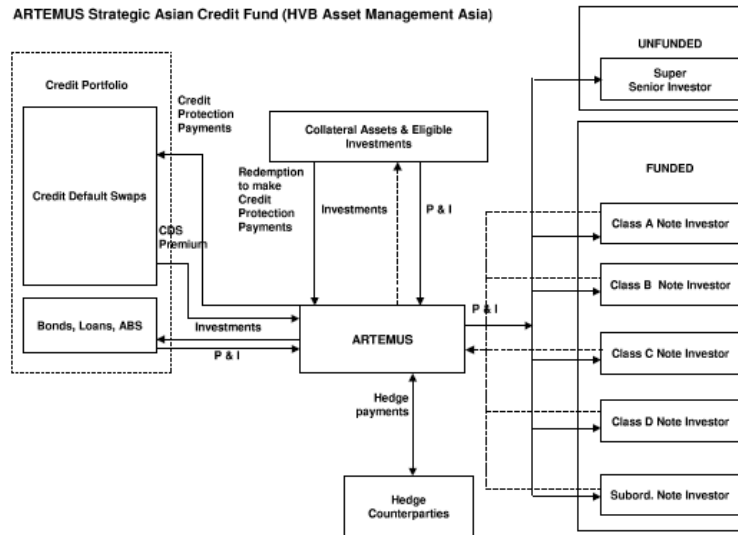 ARTEMUS Strategic Asian Credit Fund (HVB Asset Management Asia)
UNFUNDED
Super
Senior Investor
Credit Portfolio
Credit
Protection
Payments
Collateral Assets & Eligible
Investments
FUNDED
Credit Default Swaps
Redemption
to make
Credit
Protection
Payments
Investments
P & I
Class A Note Investor
CDS
Premium
Class B Note Investor
Bonds, Loans, ABS
Investments
P & I
ARTEMUS
P & I
Class C Note Investor
Hedge
payments
Class D Note Investor
Hedge
Counterparties
Subord. Note Investor